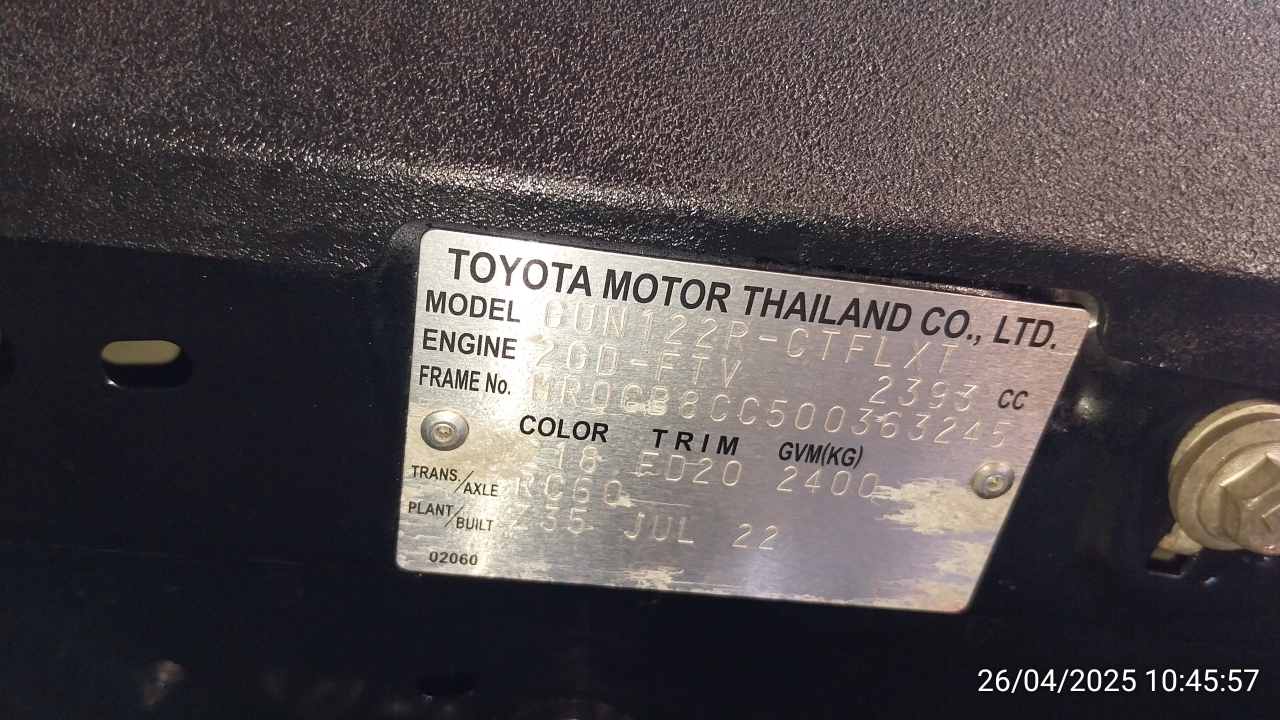 TOYOTA MOTOR THAILAND CO., LTD.
MODEL GUN122R-CTFLXT
ENGINE 2GD-FTV 2393 CC
FRAME No. MR0CB8CC500363245
COLOR TRIM GVM(KG)
218 FD20 2400
TRANS./AXLE RC60
PLANT/BUILT Z35 JUL 22
02060
26/04/2025 10:45:57